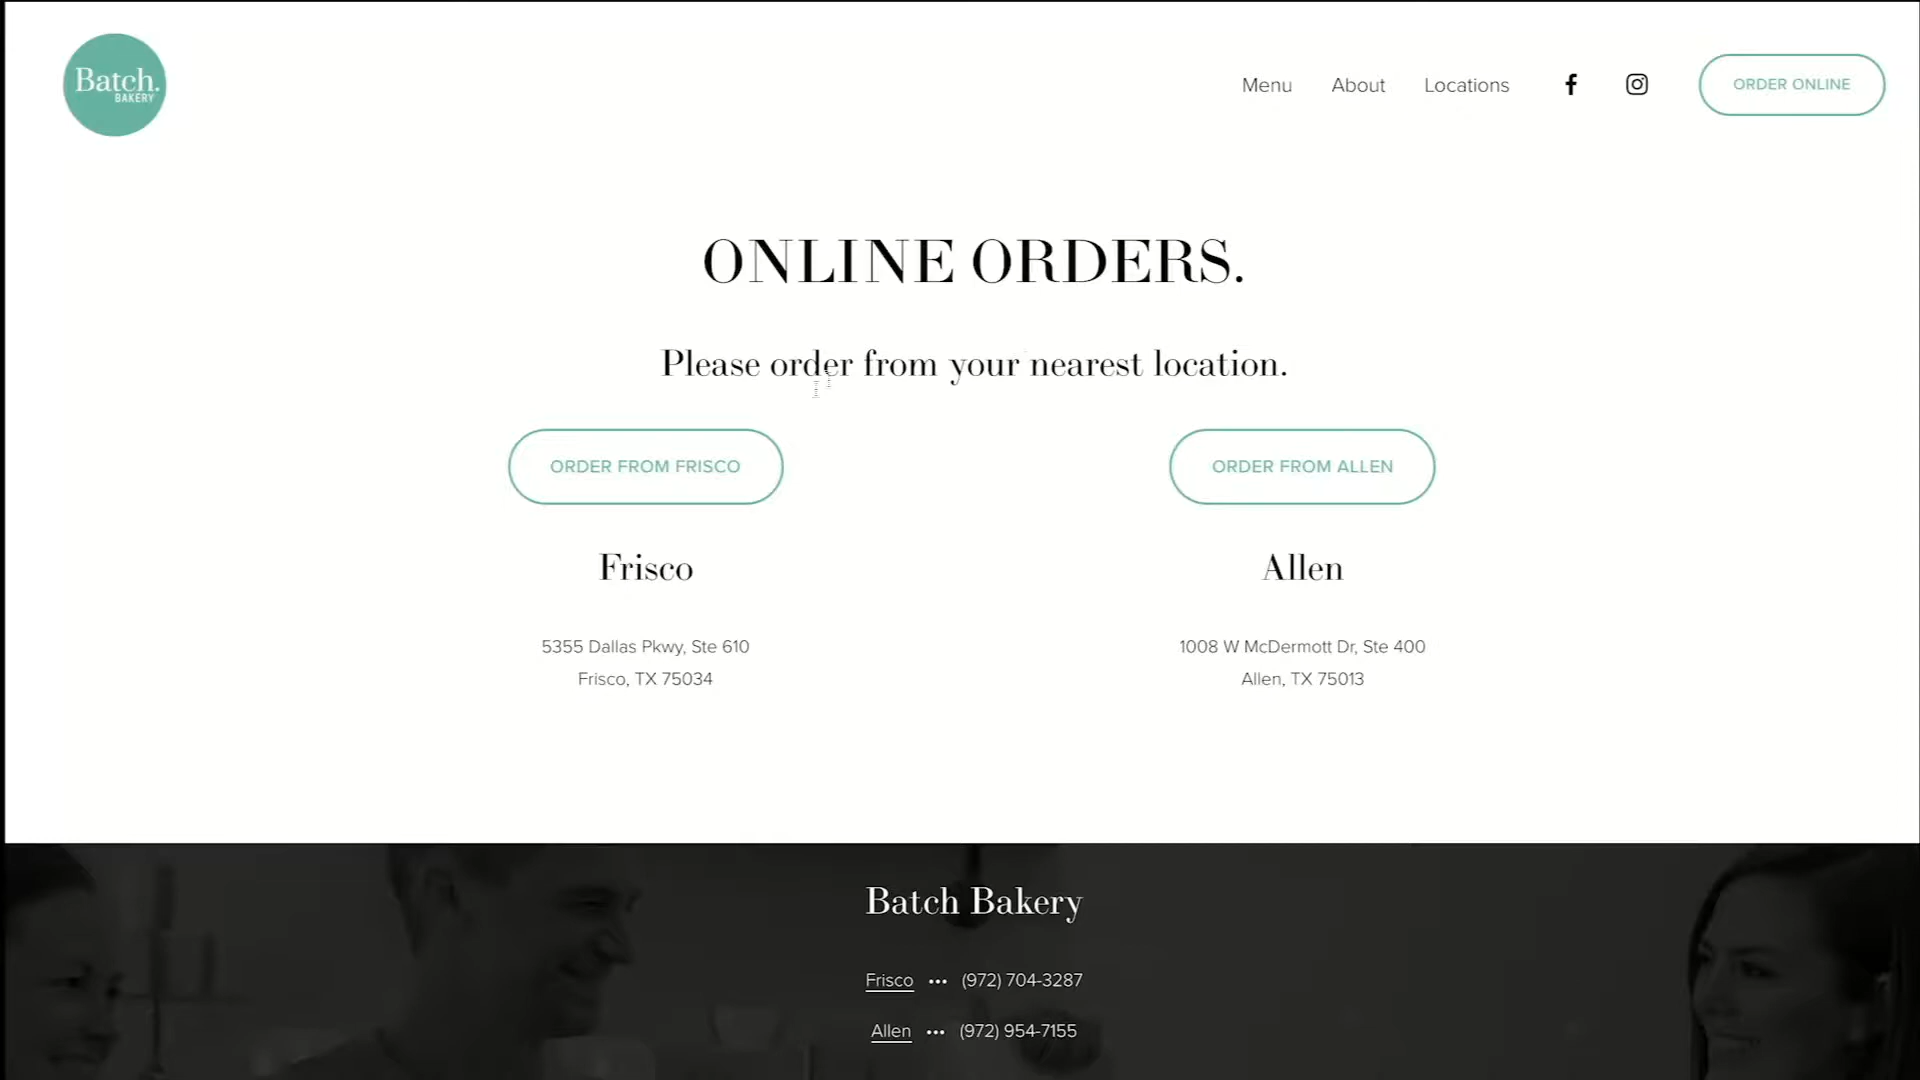 Batch.
BAKERY
Menu About Locations ORDER ONLINE
ONLINE ORDERS.
Please order from your nearest location.
ORDER FROM FRISCO
Frisco
5355 Dallas Pkwy, Ste 610
Frisco, TX 75034
ORDER FROM ALLEN
Allen
1008 W McDermott Dr, Ste 400
Allen, TX 75013
Batch Bakery
Frisco ••• (972) 704-3287
Allen ••• (972) 954-7155